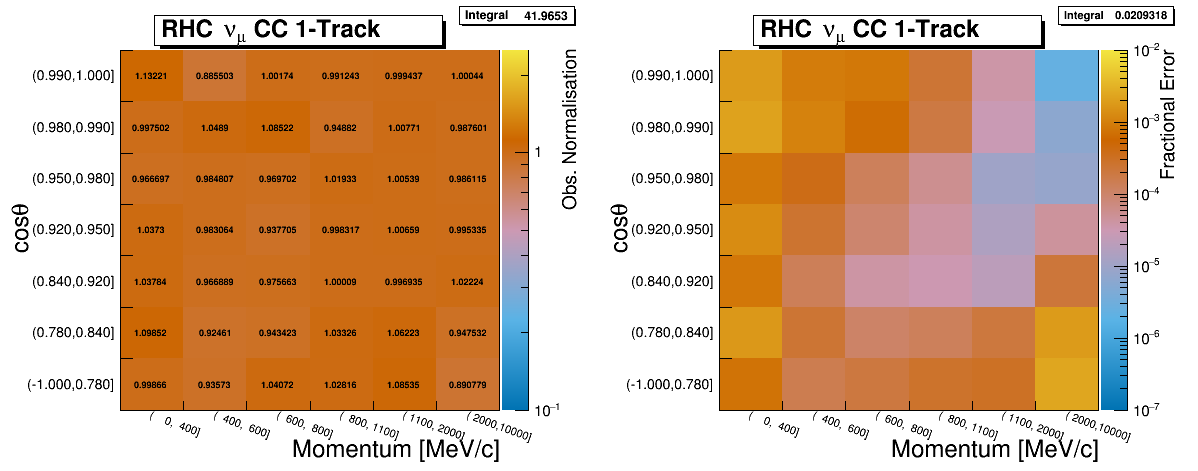 RHC νμ CC 1-Track
Integral 41.9653
(0.990,1.000] 1.13221 0.885503 1.00174 0.991243 0.999437 1.00044
(0.980,0.990] 0.997502 1.0489 1.08522 0.94882 1.00771 0.987601
(0.950,0.980] 0.966697 0.984807 0.969702 1.01933 1.00539 0.986115
(0.920,0.950] 1.0373 0.983064 0.937705 0.998317 1.00659 0.995335
(0.840,0.920] 1.03784 0.966889 0.975663 1.00009 0.996935 1.02224
(0.780,0.840] 1.09852 0.92461 0.943423 1.03326 1.06223 0.947532
(-1.000,0.780] 0.99866 0.93573 1.04072 1.02816 1.08535 0.890779
cosθ
( 0, 400] ( 400, 600] ( 600, 800] ( 800, 1100] (1100, 2000] (2000,10000]
Momentum [MeV/c]
1
10−1
Obs. Normalisation
RHC νμ CC 1-Track
Integral 0.0209318
(0.990,1.000]
(0.980,0.990]
(0.950,0.980]
(0.920,0.950]
(0.840,0.920]
(0.780,0.840]
(-1.000,0.780]
cosθ
( 0, 400] ( 400, 600] ( 600, 800] ( 800, 1100] (1100, 2000] (2000,10000]
Momentum [MeV/c]
10−2
10−3
10−4
10−5
10−6
10−7
Fractional Error